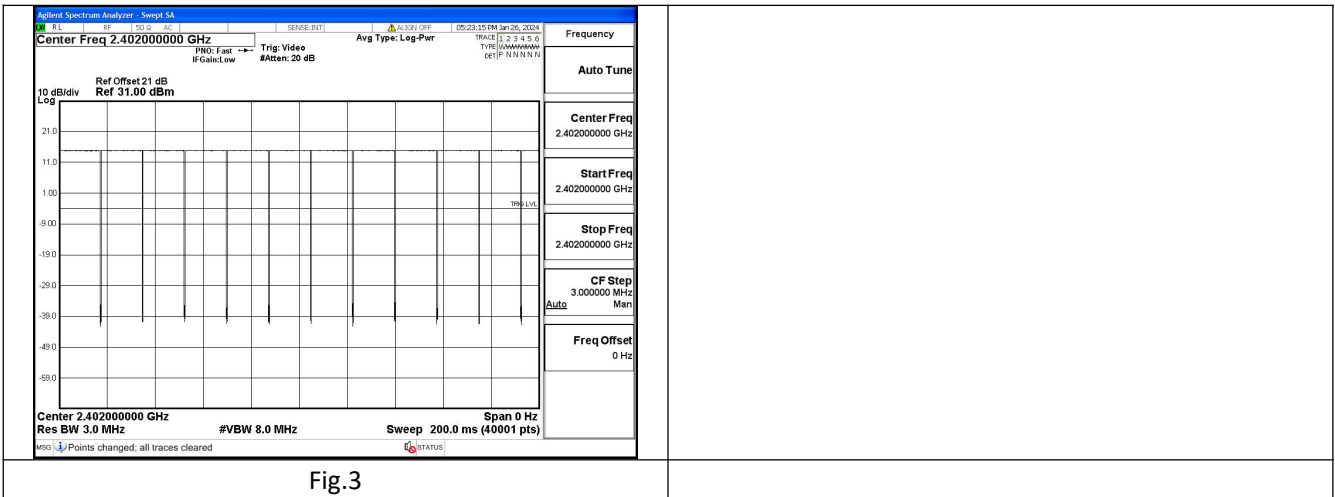 Agilent Spectrum Analyzer - Swept SA
RL RF 50 Ω AC SENSE:INT ALIGN OFF 05:23:15 PM Jan 26, 2024
Center Freq 2.402000000 GHz
PNO: Fast
IFGain:Low
Trig: Video
#Atten: 20 dB
Avg Type: Log-Pwr
TRACE 1 2 3 4 5 6
TYPE
DET P N N N N N
Ref Offset 21 dB
10 dB/div Ref 31.00 dBm
Log
21.0
11.0
1.00
TRIG LVL
-9.00
-19.0
-29.0
-39.0
-49.0
-59.0
Center 2.402000000 GHz Span 0 Hz
Res BW 3.0 MHz #VBW 8.0 MHz Sweep 200.0 ms (40001 pts)
MSG Points changed; all traces cleared STATUS
Frequency
Auto Tune
Center Freq
2.402000000 GHz
Start Freq
2.402000000 GHz
Stop Freq
2.402000000 GHz
CF Step
3.000000 MHz
Auto Man
Freq Offset
0 Hz
Fig.3